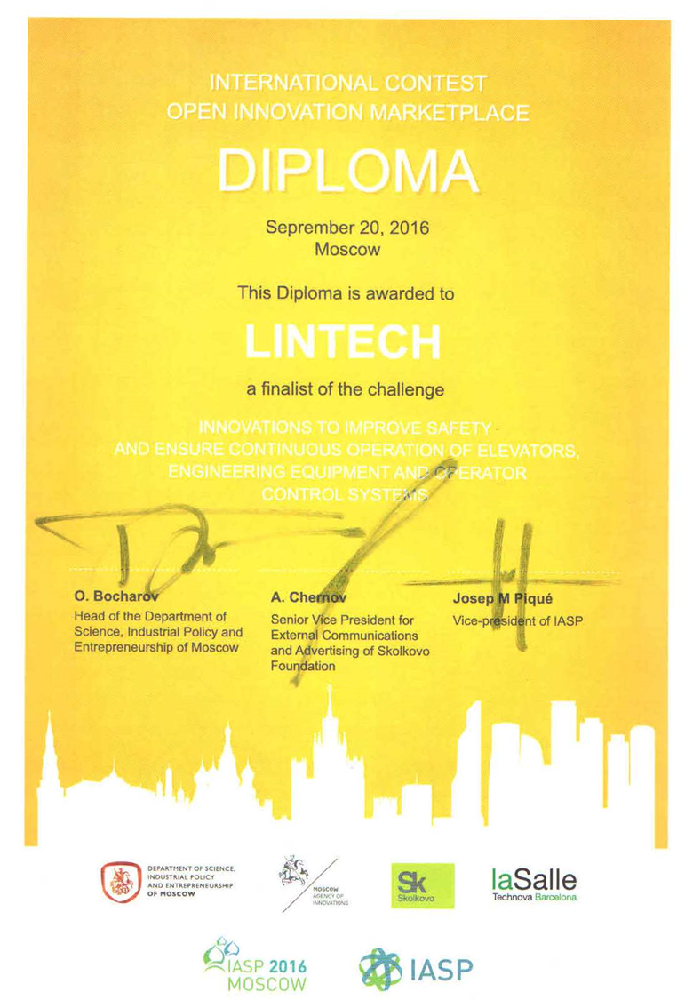 INTERNATIONAL CONTEST
OPEN INNOVATION MARKETPLACE
DIPLOMA
Seprember 20, 2016
Moscow
This Diploma is awarded to
LINTECH
a finalist of the challenge
INNOVATIONS TO IMPROVE SAFETY
AND ENSURE CONTINUOUS OPERATION OF ELEVATORS,
ENGINEERING EQUIPMENT AND OPERATOR
CONTROL SYSTEMS
O. Bocharov
Head of the Department of
Science, Industrial Policy and
Entrepreneurship of Moscow
A. Chernov
Senior Vice President for
External Communications
and Advertising of Skolkovo
Foundation
Josep M Piqué
Vice-president of IASP
DEPARTMENT OF SCIENCE,
INDUSTRIAL POLICY
AND ENTREPRENEURSHIP
OF MOSCOW
MOSCOW
AGENCY OF
INNOVATIONS
Sk
Skolkovo
laSalle
Technova Barcelona
IASP 2016
MOSCOW
IASP